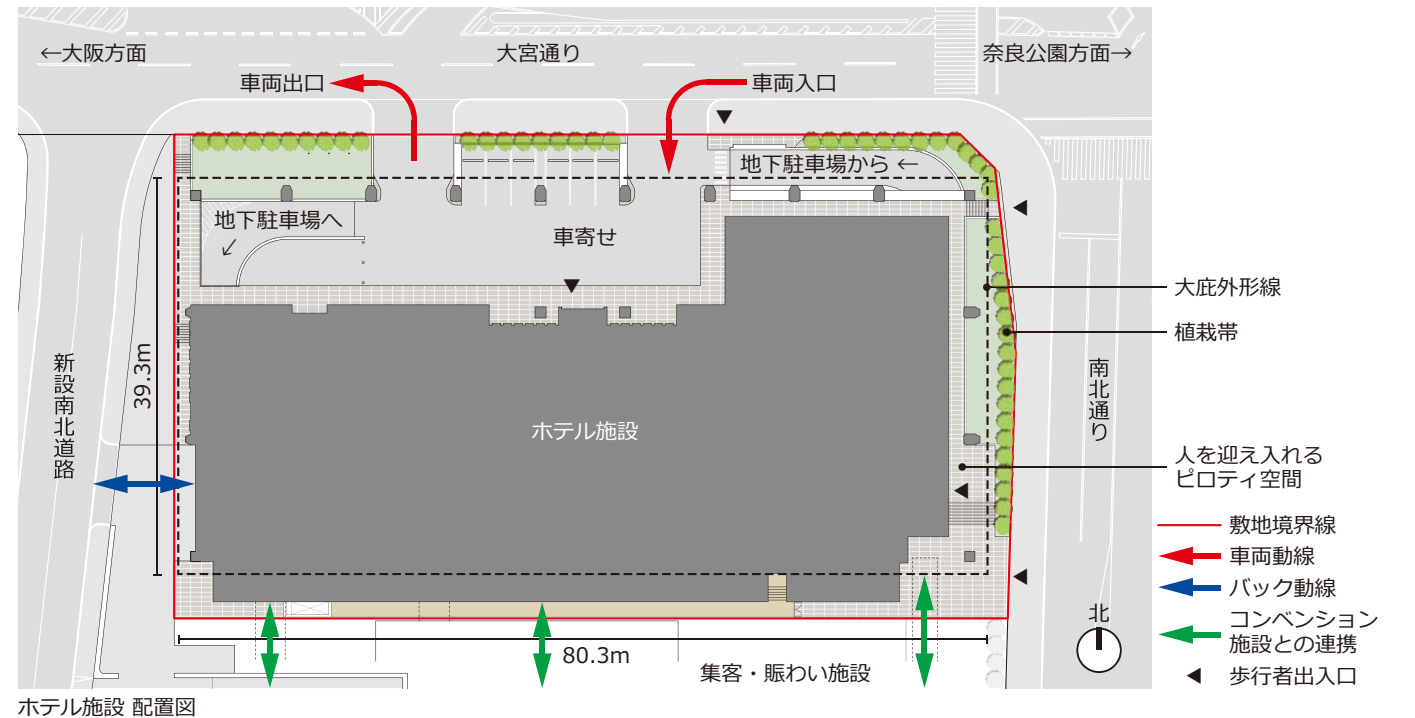 ←大阪方面
大宮通り
奈良公園方面→
車両出口
車両入口
地下駐車場から ←
地下駐車場へ
↙
車寄せ
大庇外形線
植栽帯
新設南北道路
39.3m
南北通り
ホテル施設
人を迎え入れる
ピロティ空間
敷地境界線
車両動線
バック動線
コンベンション
施設との連携
歩行者出入口
北
80.3m
集客・賑わい施設
ホテル施設 配置図